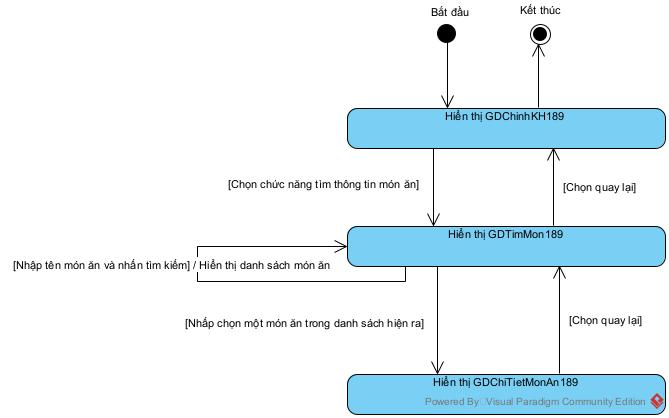 Bắt đầu
Kết thúc
Hiển thị GDChinhKH189
[Chọn chức năng tìm thông tin món ăn]
[Chọn quay lại]
Hiển thị GDTimMon189
[Nhập tên món ăn và nhấn tìm kiếm] / Hiển thị danh sách món ăn
[Nhấp chọn một món ăn trong danh sách hiện ra]
[Chọn quay lại]
Hiển thị GDChiTietMonAn189
Powered By Visual Paradigm Community Edition